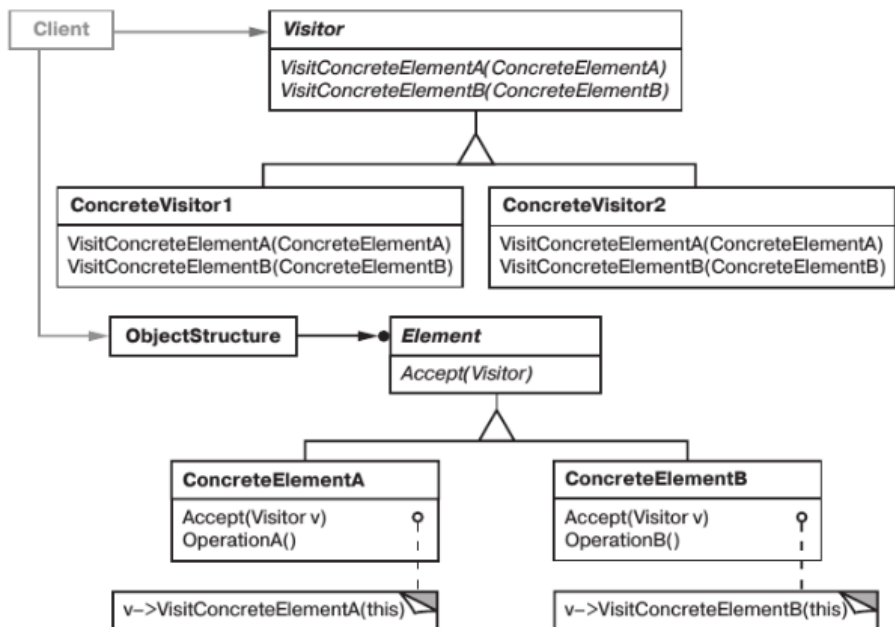 Client
Visitor
VisitConcreteElementA(ConcreteElementA)
VisitConcreteElementB(ConcreteElementB)
ConcreteVisitor1
VisitConcreteElementA(ConcreteElementA)
VisitConcreteElementB(ConcreteElementB)
ConcreteVisitor2
VisitConcreteElementA(ConcreteElementA)
VisitConcreteElementB(ConcreteElementB)
ObjectStructure
Element
Accept(Visitor)
ConcreteElementA
Accept(Visitor v)
OperationA()
v->VisitConcreteElementA(this)
ConcreteElementB
Accept(Visitor v)
OperationB()
v->VisitConcreteElementB(this)